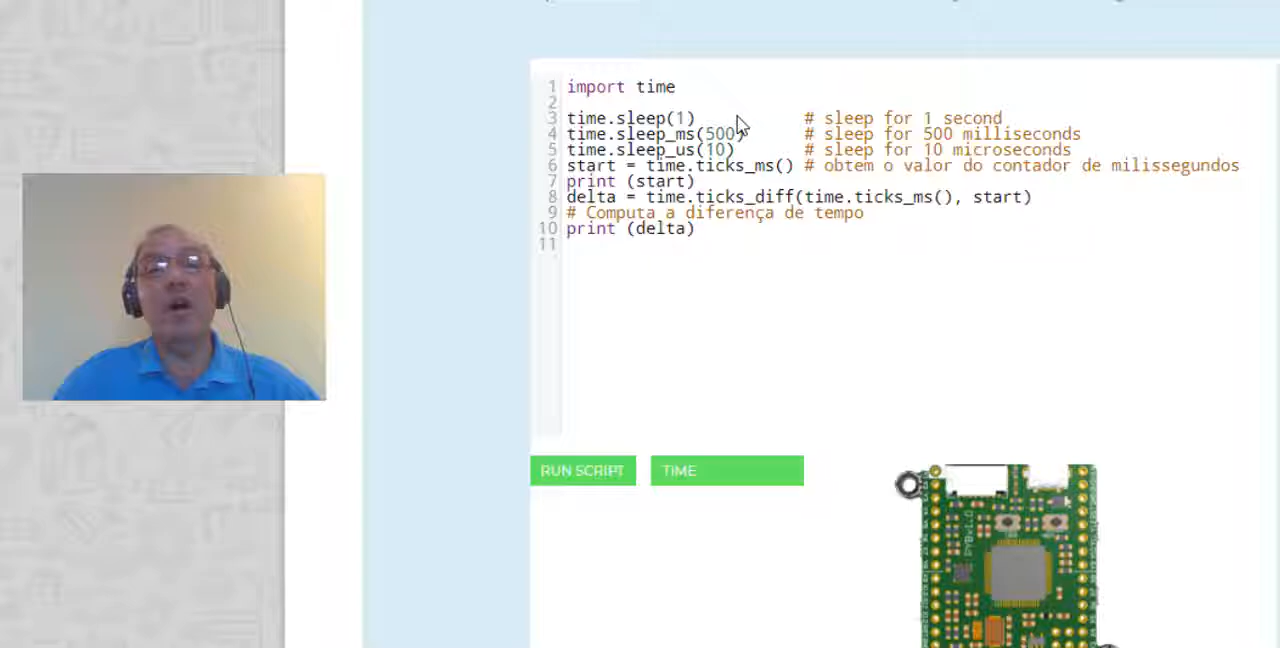 1 import time
2
3 time.sleep(1) # sleep for 1 second
4 time.sleep_ms(500) # sleep for 500 milliseconds
5 time.sleep_us(10) # sleep for 10 microseconds
6 start = time.ticks_ms() # obtem o valor do contador de milissegundos
7 print (start)
8 delta = time.ticks_diff(time.ticks_ms(), start)
9 # Computa a diferença de tempo
10 print (delta)
11
RUN SCRIPT TIME
PYBv1.0